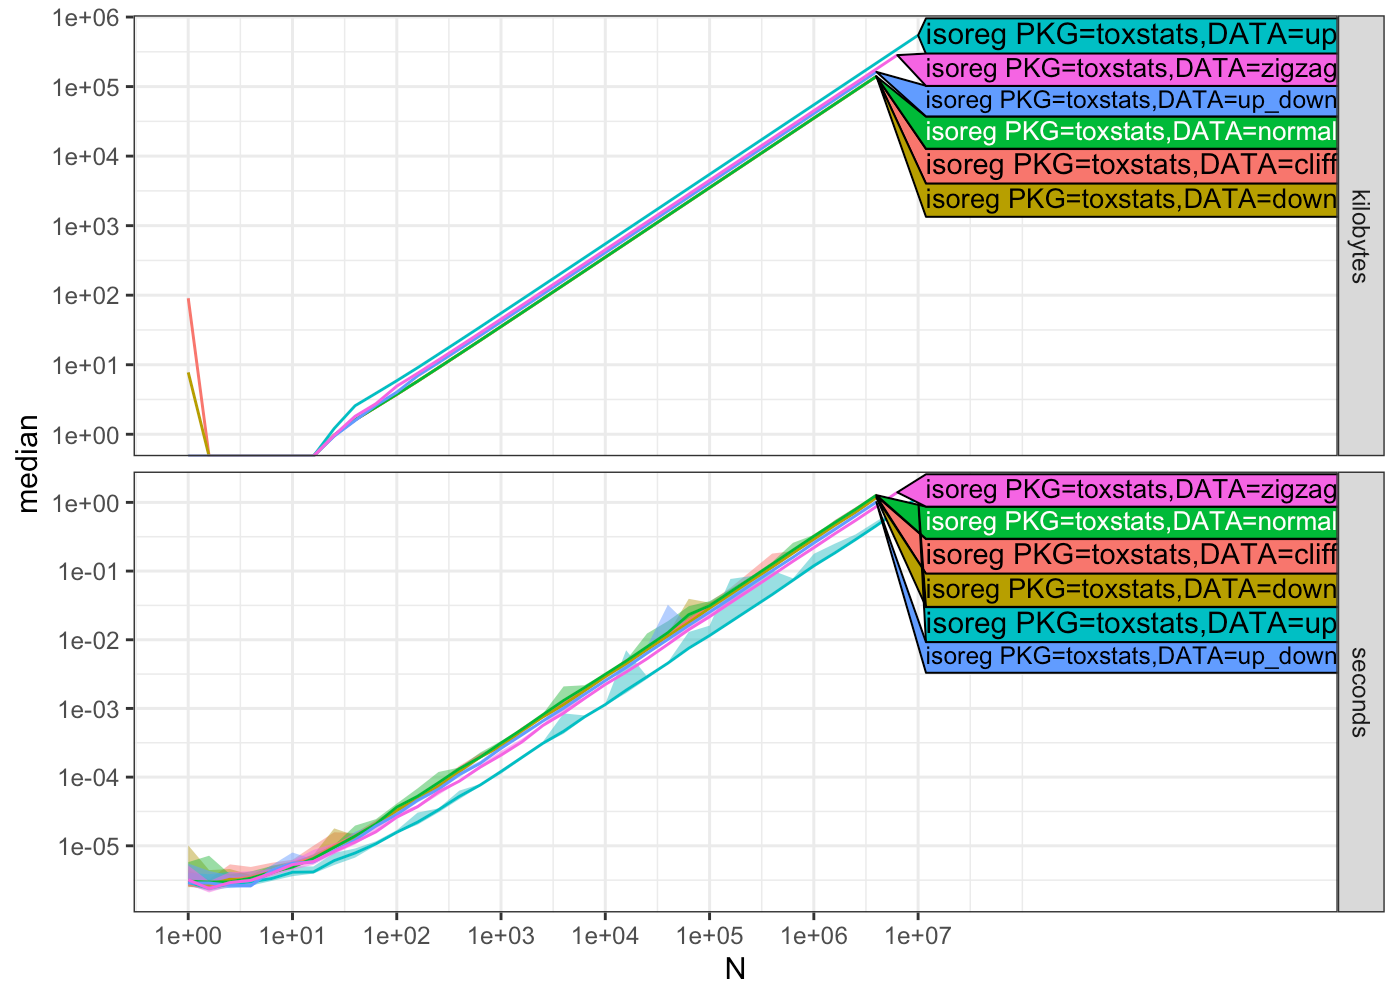 1e+06
1e+05
1e+04
1e+03
1e+02
1e+01
1e+00
isoreg PKG=toxstats,DATA=up
isoreg PKG=toxstats,DATA=zigzag
isoreg PKG=toxstats,DATA=up_down
isoreg PKG=toxstats,DATA=normal
isoreg PKG=toxstats,DATA=cliff
isoreg PKG=toxstats,DATA=down
kilobytes
median
1e+00
1e-01
1e-02
1e-03
1e-04
1e-05
isoreg PKG=toxstats,DATA=zigzag
isoreg PKG=toxstats,DATA=normal
isoreg PKG=toxstats,DATA=cliff
isoreg PKG=toxstats,DATA=down
isoreg PKG=toxstats,DATA=up
isoreg PKG=toxstats,DATA=up_down
seconds
1e+00 1e+01 1e+02 1e+03 1e+04 1e+05 1e+06 1e+07
N